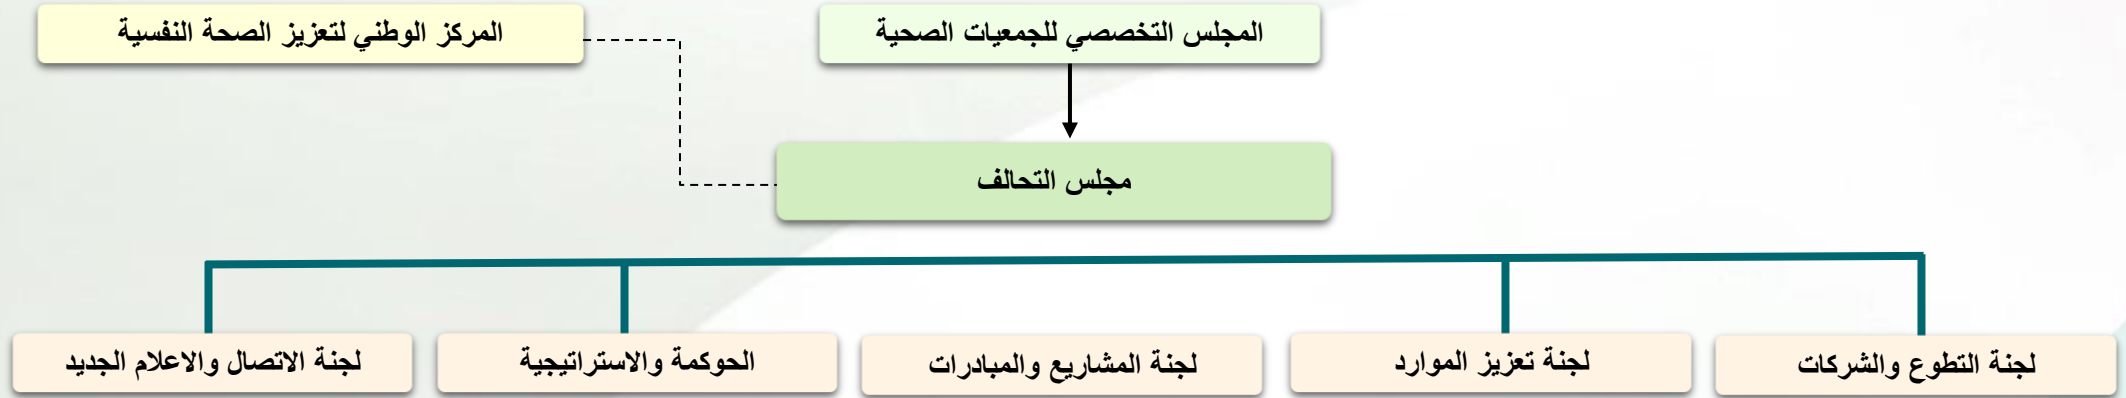 المجلس التخصصي للجمعيات الصحية
المركز الوطني لتعزيز الصحة النفسية
مجلس التحالف
لجنة التطوع والشركات
لجنة تعزيز الموارد
لجنة المشاريع والمبادرات
الحوكمة والاستراتيجية
لجنة الاتصال والاعلام الجديد